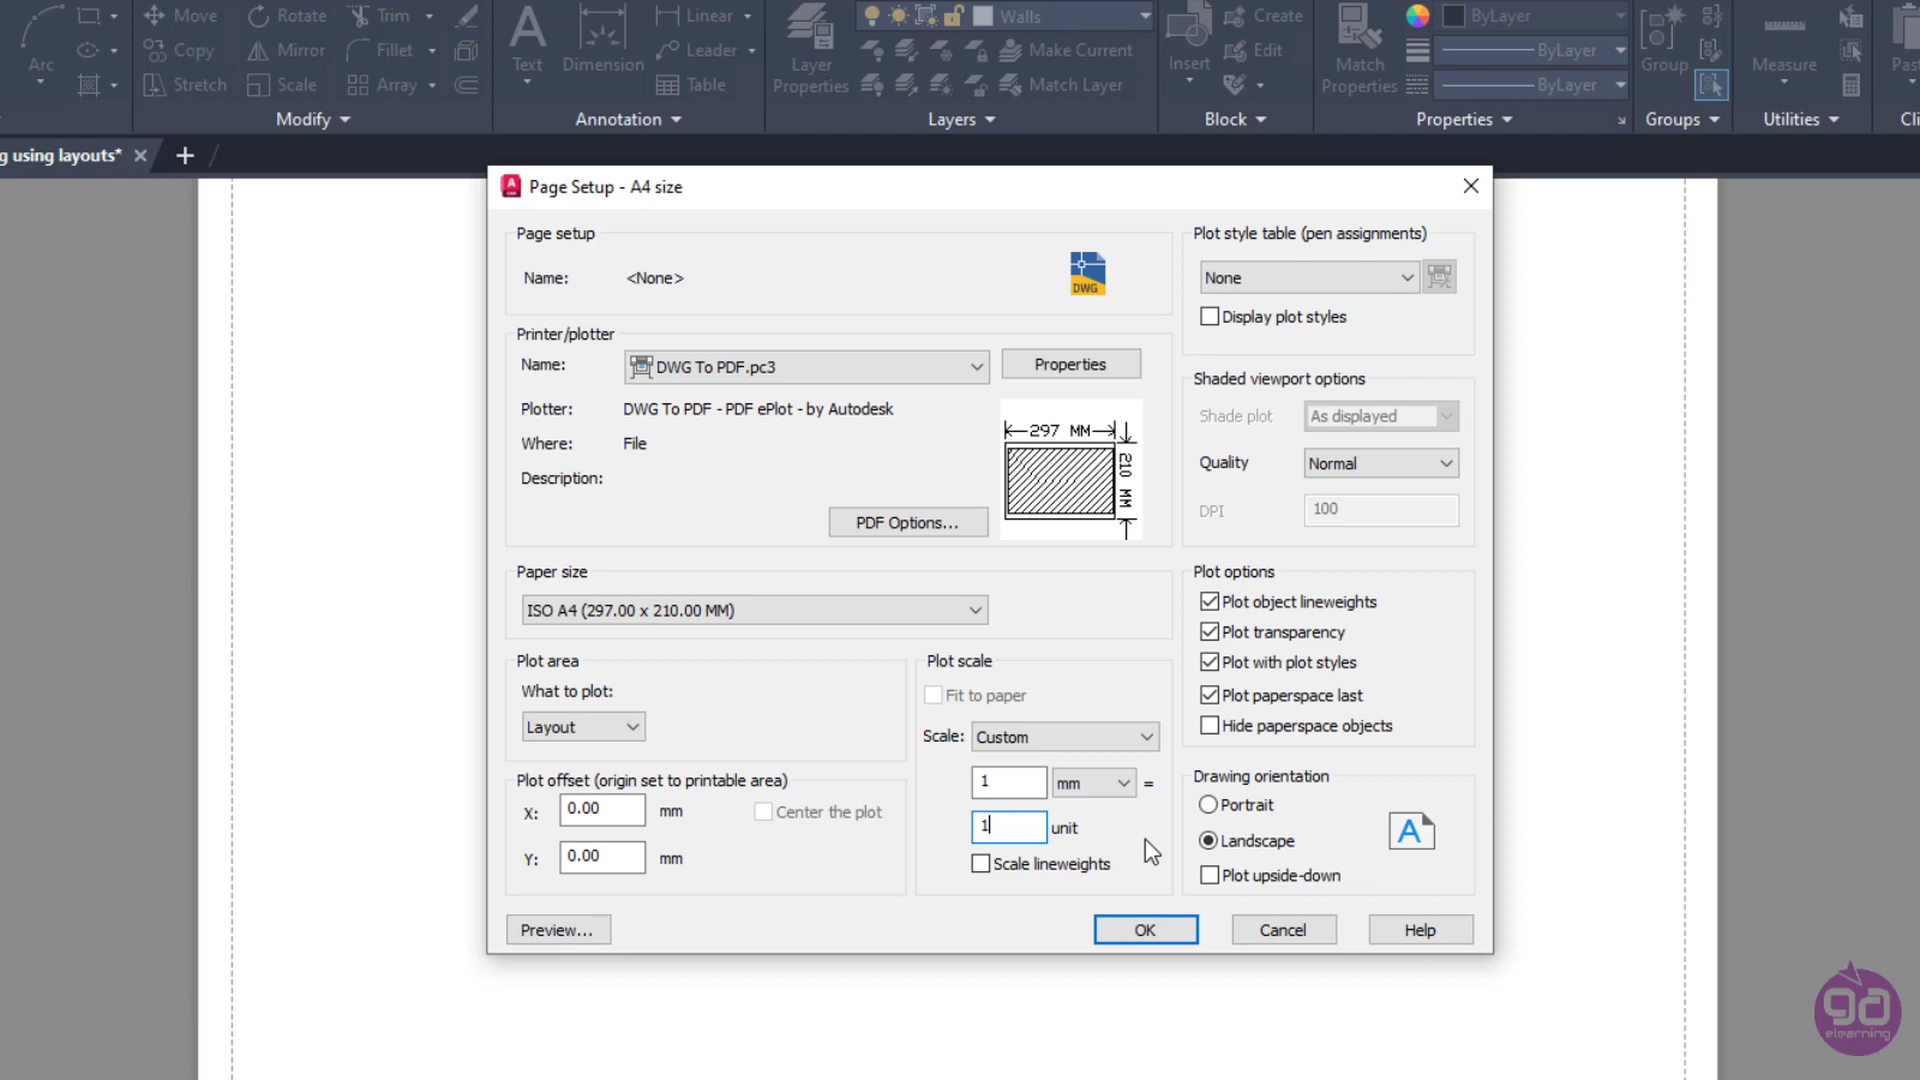 Move Rotate Trim Linear Walls Create ByLayer
Arc Copy Mirror Fillet Text Dimension Leader Layer Properties Make Current Insert Edit Match Properties ByLayer Group Measure
Stretch Scale Array Table Match Layer ByLayer
Modify Annotation Layers Block Properties Groups Utilities
g using layouts*
Page Setup - A4 size
Page setup
Name: <None>
DWG
Printer/plotter
Name: DWG To PDF.pc3 Properties
Plotter: DWG To PDF - PDF ePlot - by Autodesk
Where: File
Description:
297 MM
210 MM
PDF Options...
Paper size
ISO A4 (297.00 x 210.00 MM)
Plot area
What to plot:
Layout
Plot offset (origin set to printable area)
X: 0.00 mm Center the plot
Y: 0.00 mm
Plot scale
Fit to paper
Scale: Custom
1 mm =
1 unit
Scale lineweights
Plot style table (pen assignments)
None
Display plot styles
Shaded viewport options
Shade plot As displayed
Quality Normal
DPI 100
Plot options
Plot object lineweights
Plot transparency
Plot with plot styles
Plot paperspace last
Hide paperspace objects
Drawing orientation
Portrait
Landscape
A
Plot upside-down
Preview... OK Cancel Help
ga
elearning